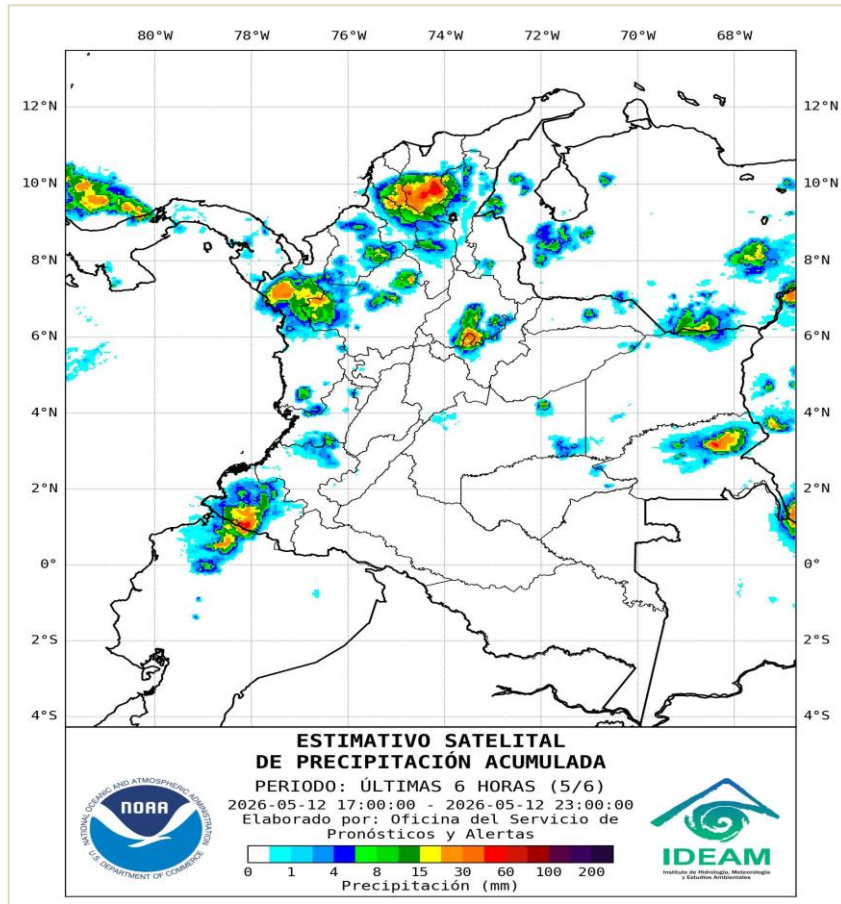 80°W 78°W 76°W 74°W 72°W 70°W 68°W
12°N 12°N
10°N 10°N
8°N 8°N
6°N 6°N
4°N 4°N
2°N 2°N
0° 0°
2°S 2°S
4°S 4°S
ESTIMATIVO SATELITAL
DE PRECIPITACIÓN ACUMULADA
PERIODO: ÚLTIMAS 6 HORAS (5/6)
2026-05-12 17:00:00 - 2026-05-12 23:00:00
Elaborado por: Oficina del Servicio de
Pronósticos y Alertas
0 1 4 8 15 30 60 100 200
Precipitación (mm)
NATIONAL OCEANIC AND ATMOSPHERIC ADMINISTRATION
NOAA
U.S. DEPARTMENT OF COMMERCE
IDEAM
Instituto de Hidrología, Meteorología
y Estudios Ambientales